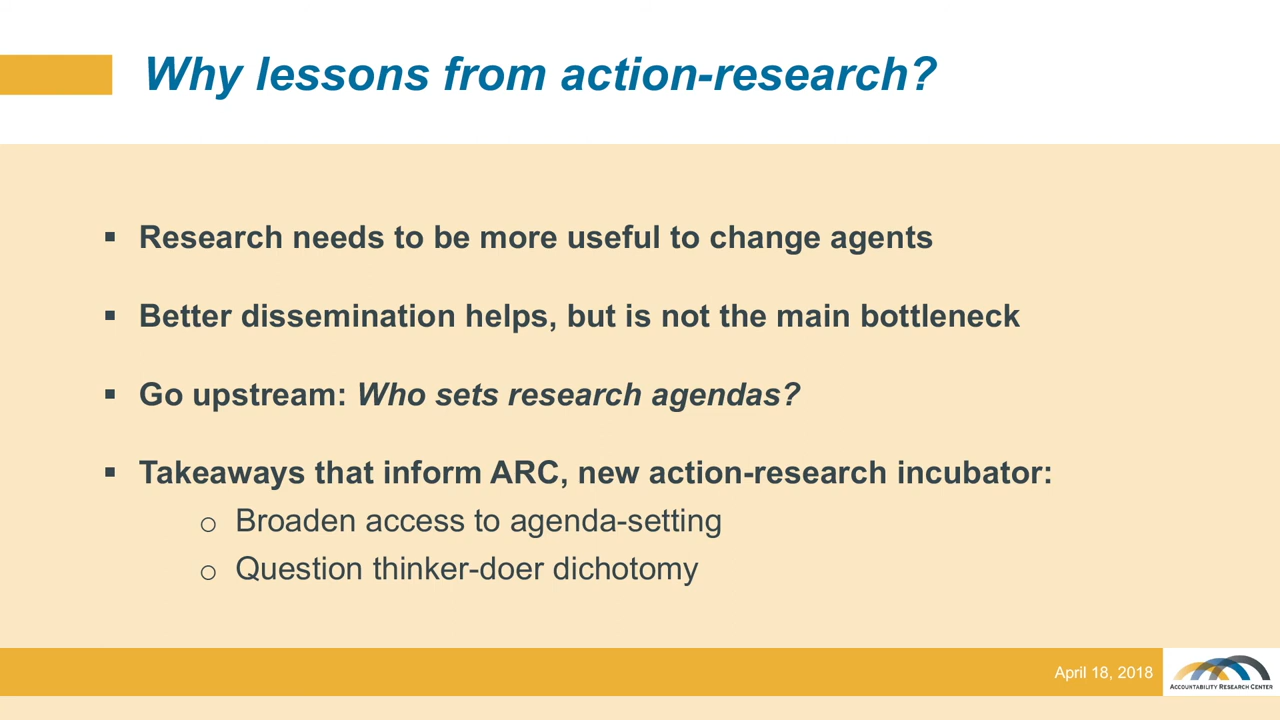 Why lessons from action-research?
▪ Research needs to be more useful to change agents
▪ Better dissemination helps, but is not the main bottleneck
▪ Go upstream: Who sets research agendas?
▪ Takeaways that inform ARC, new action-research incubator:
o Broaden access to agenda-setting
o Question thinker-doer dichotomy
April 18, 2018
ACCOUNTABILITY RESEARCH CENTER